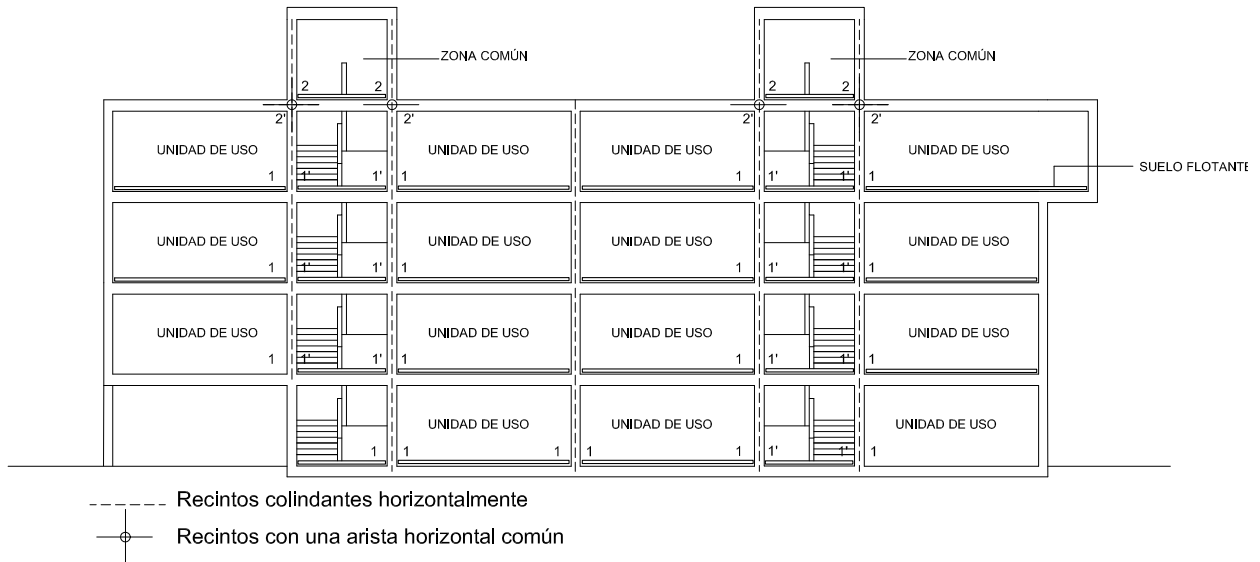 ZONA COMÚN ZONA COMÚN
2 2 2 2
2' 2' 2' 2'
UNIDAD DE USO UNIDAD DE USO UNIDAD DE USO UNIDAD DE USO
SUELO FLOTANTE
1 1' 1' 1 1 1' 1' 1
UNIDAD DE USO UNIDAD DE USO UNIDAD DE USO UNIDAD DE USO
1 1' 1' 1 1 1' 1' 1
UNIDAD DE USO UNIDAD DE USO UNIDAD DE USO UNIDAD DE USO
1 1' 1' 1 1 1' 1' 1
UNIDAD DE USO UNIDAD DE USO UNIDAD DE USO
1 1 1 1 1 1' 1' 1
Recintos colindantes horizontalmente
Recintos con una arista horizontal común